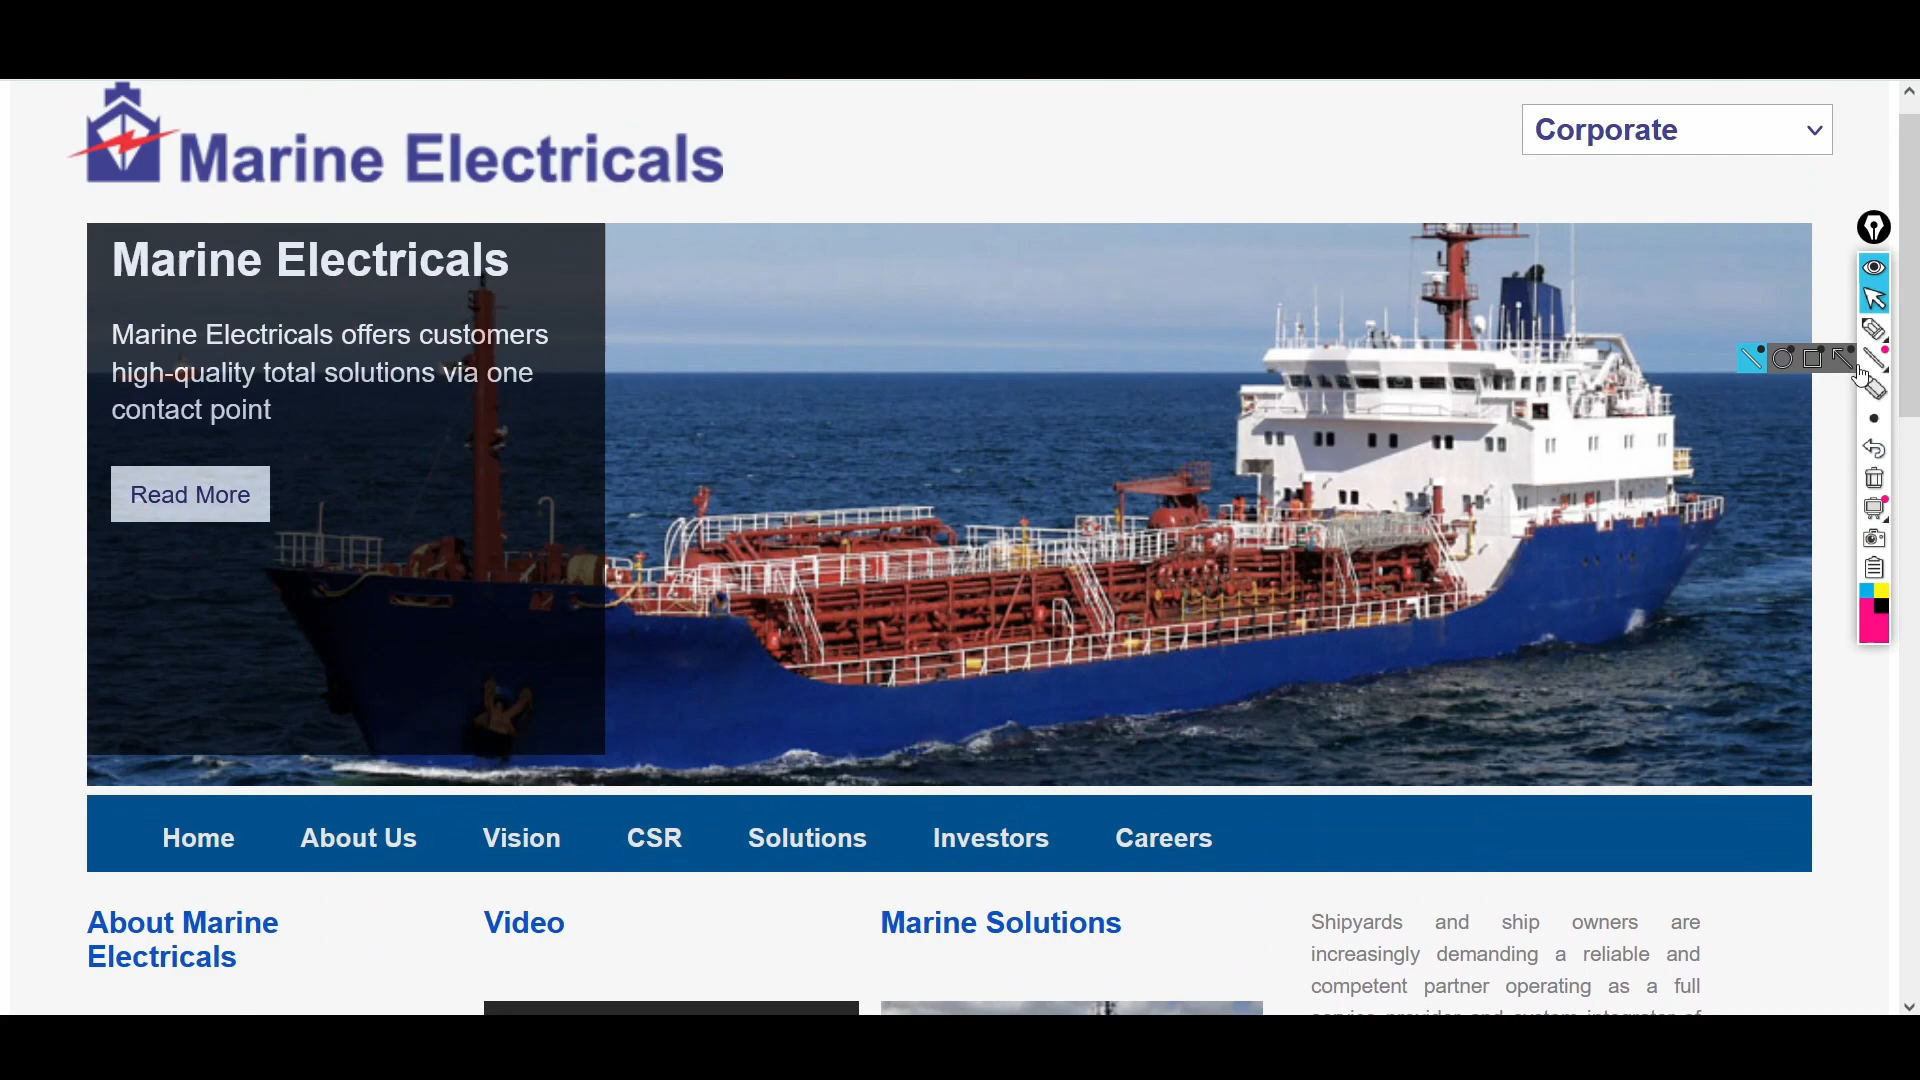 Marine Electricals
Corporate
Marine Electricals
Marine Electricals offers customers
high-quality total solutions via one
contact point
Read More
Home About Us Vision CSR Solutions Investors Careers
About Marine
Electricals
Video
Marine Solutions
Shipyards and ship owners are
increasingly demanding a reliable and
competent partner operating as a full